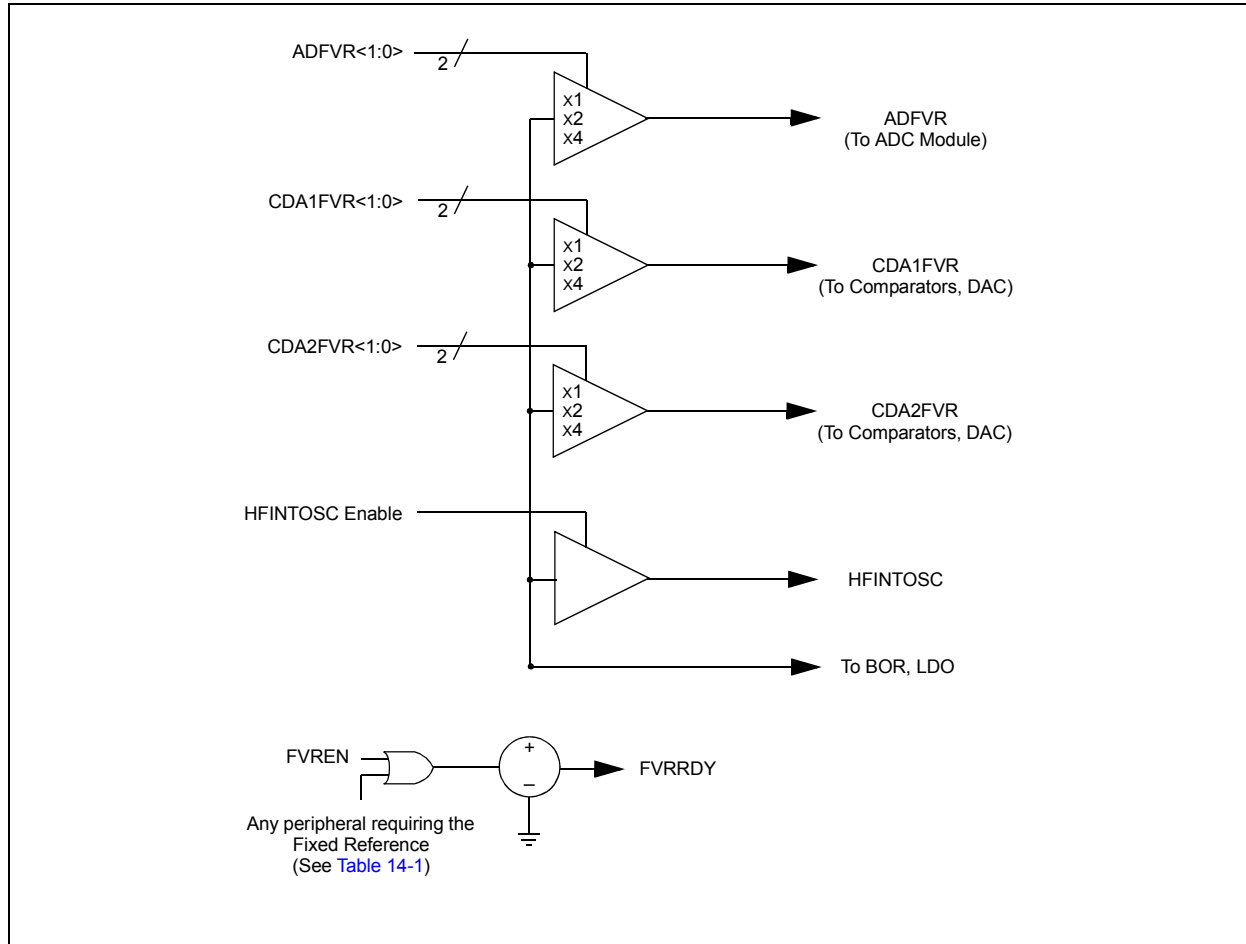 ADFVR<1:0>
2
x1
x2
x4
ADFVR
(To ADC Module)
CDA1FVR<1:0>
2
x1
x2
x4
CDA1FVR
(To Comparators, DAC)
CDA2FVR<1:0>
2
x1
x2
x4
CDA2FVR
(To Comparators, DAC)
HFINTOSC Enable
HFINTOSC
To BOR, LDO
FVREN
+
_
FVRRDY
Any peripheral requiring the
Fixed Reference
(See Table 14-1)